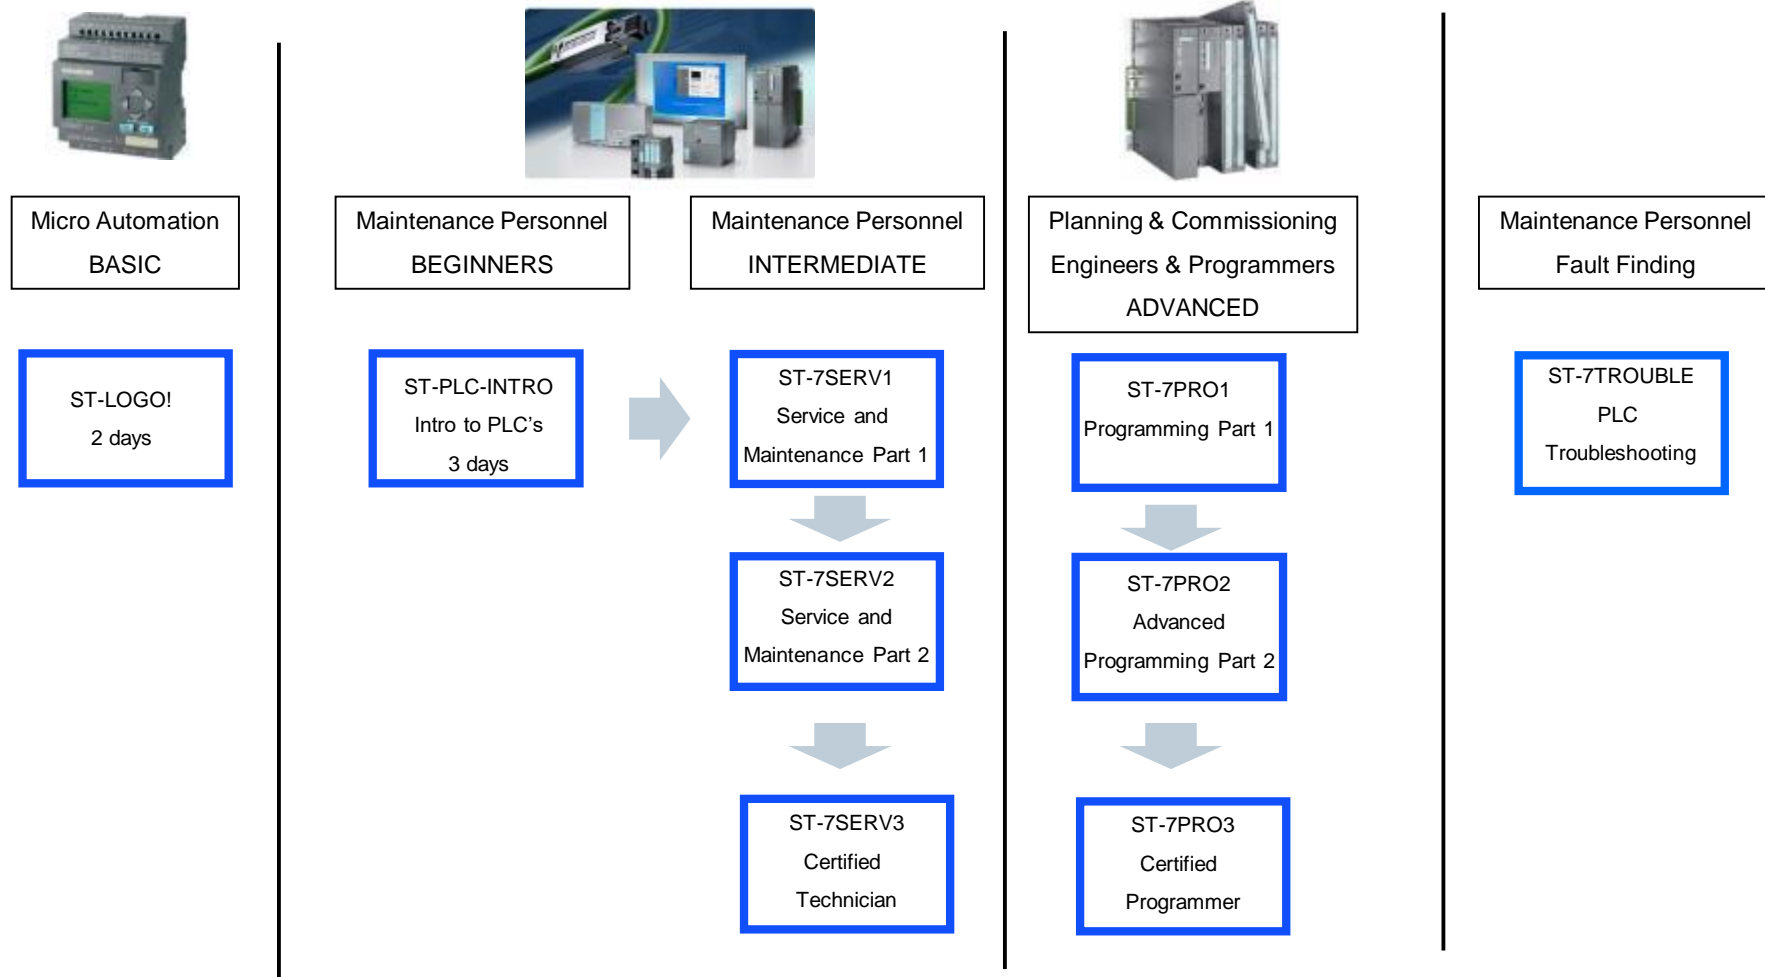 Micro Automation
BASIC
Maintenance Personnel
BEGINNERS
Maintenance Personnel
INTERMEDIATE
Planning & Commissioning
Engineers & Programmers
ADVANCED
Maintenance Personnel
Fault Finding
ST-LOGO!
2 days
ST-PLC-INTRO
Intro to PLC’s
3 days
ST-7SERV1
Service and
Maintenance Part 1
ST-7PRO1
Programming Part 1
ST-7TROUBLE
PLC
Troubleshooting
ST-7SERV2
Service and
Maintenance Part 2
ST-7PRO2
Advanced
Programming Part 2
ST-7SERV3
Certified
Technician
ST-7PRO3
Certified
Programmer